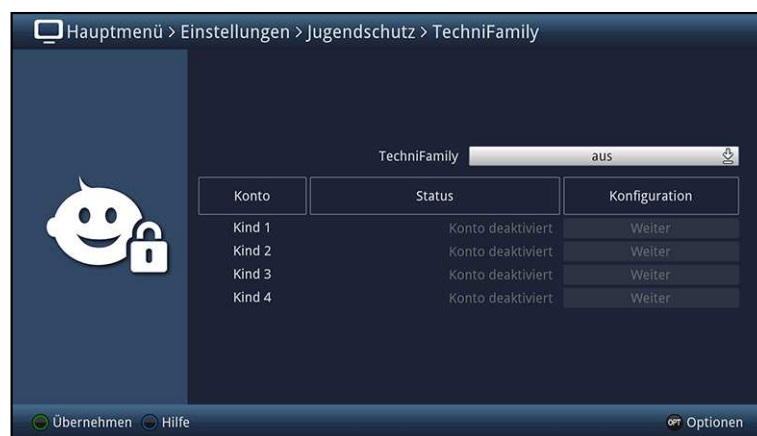 Hauptmenü > Einstellungen > Jugendschutz > TechniFamily
TechniFamily aus
Konto Status Konfiguration
Kind 1 Konto deaktiviert Weiter
Kind 2 Konto deaktiviert Weiter
Kind 3 Konto deaktiviert Weiter
Kind 4 Konto deaktiviert Weiter
Übernehmen Hilfe OPT Optionen